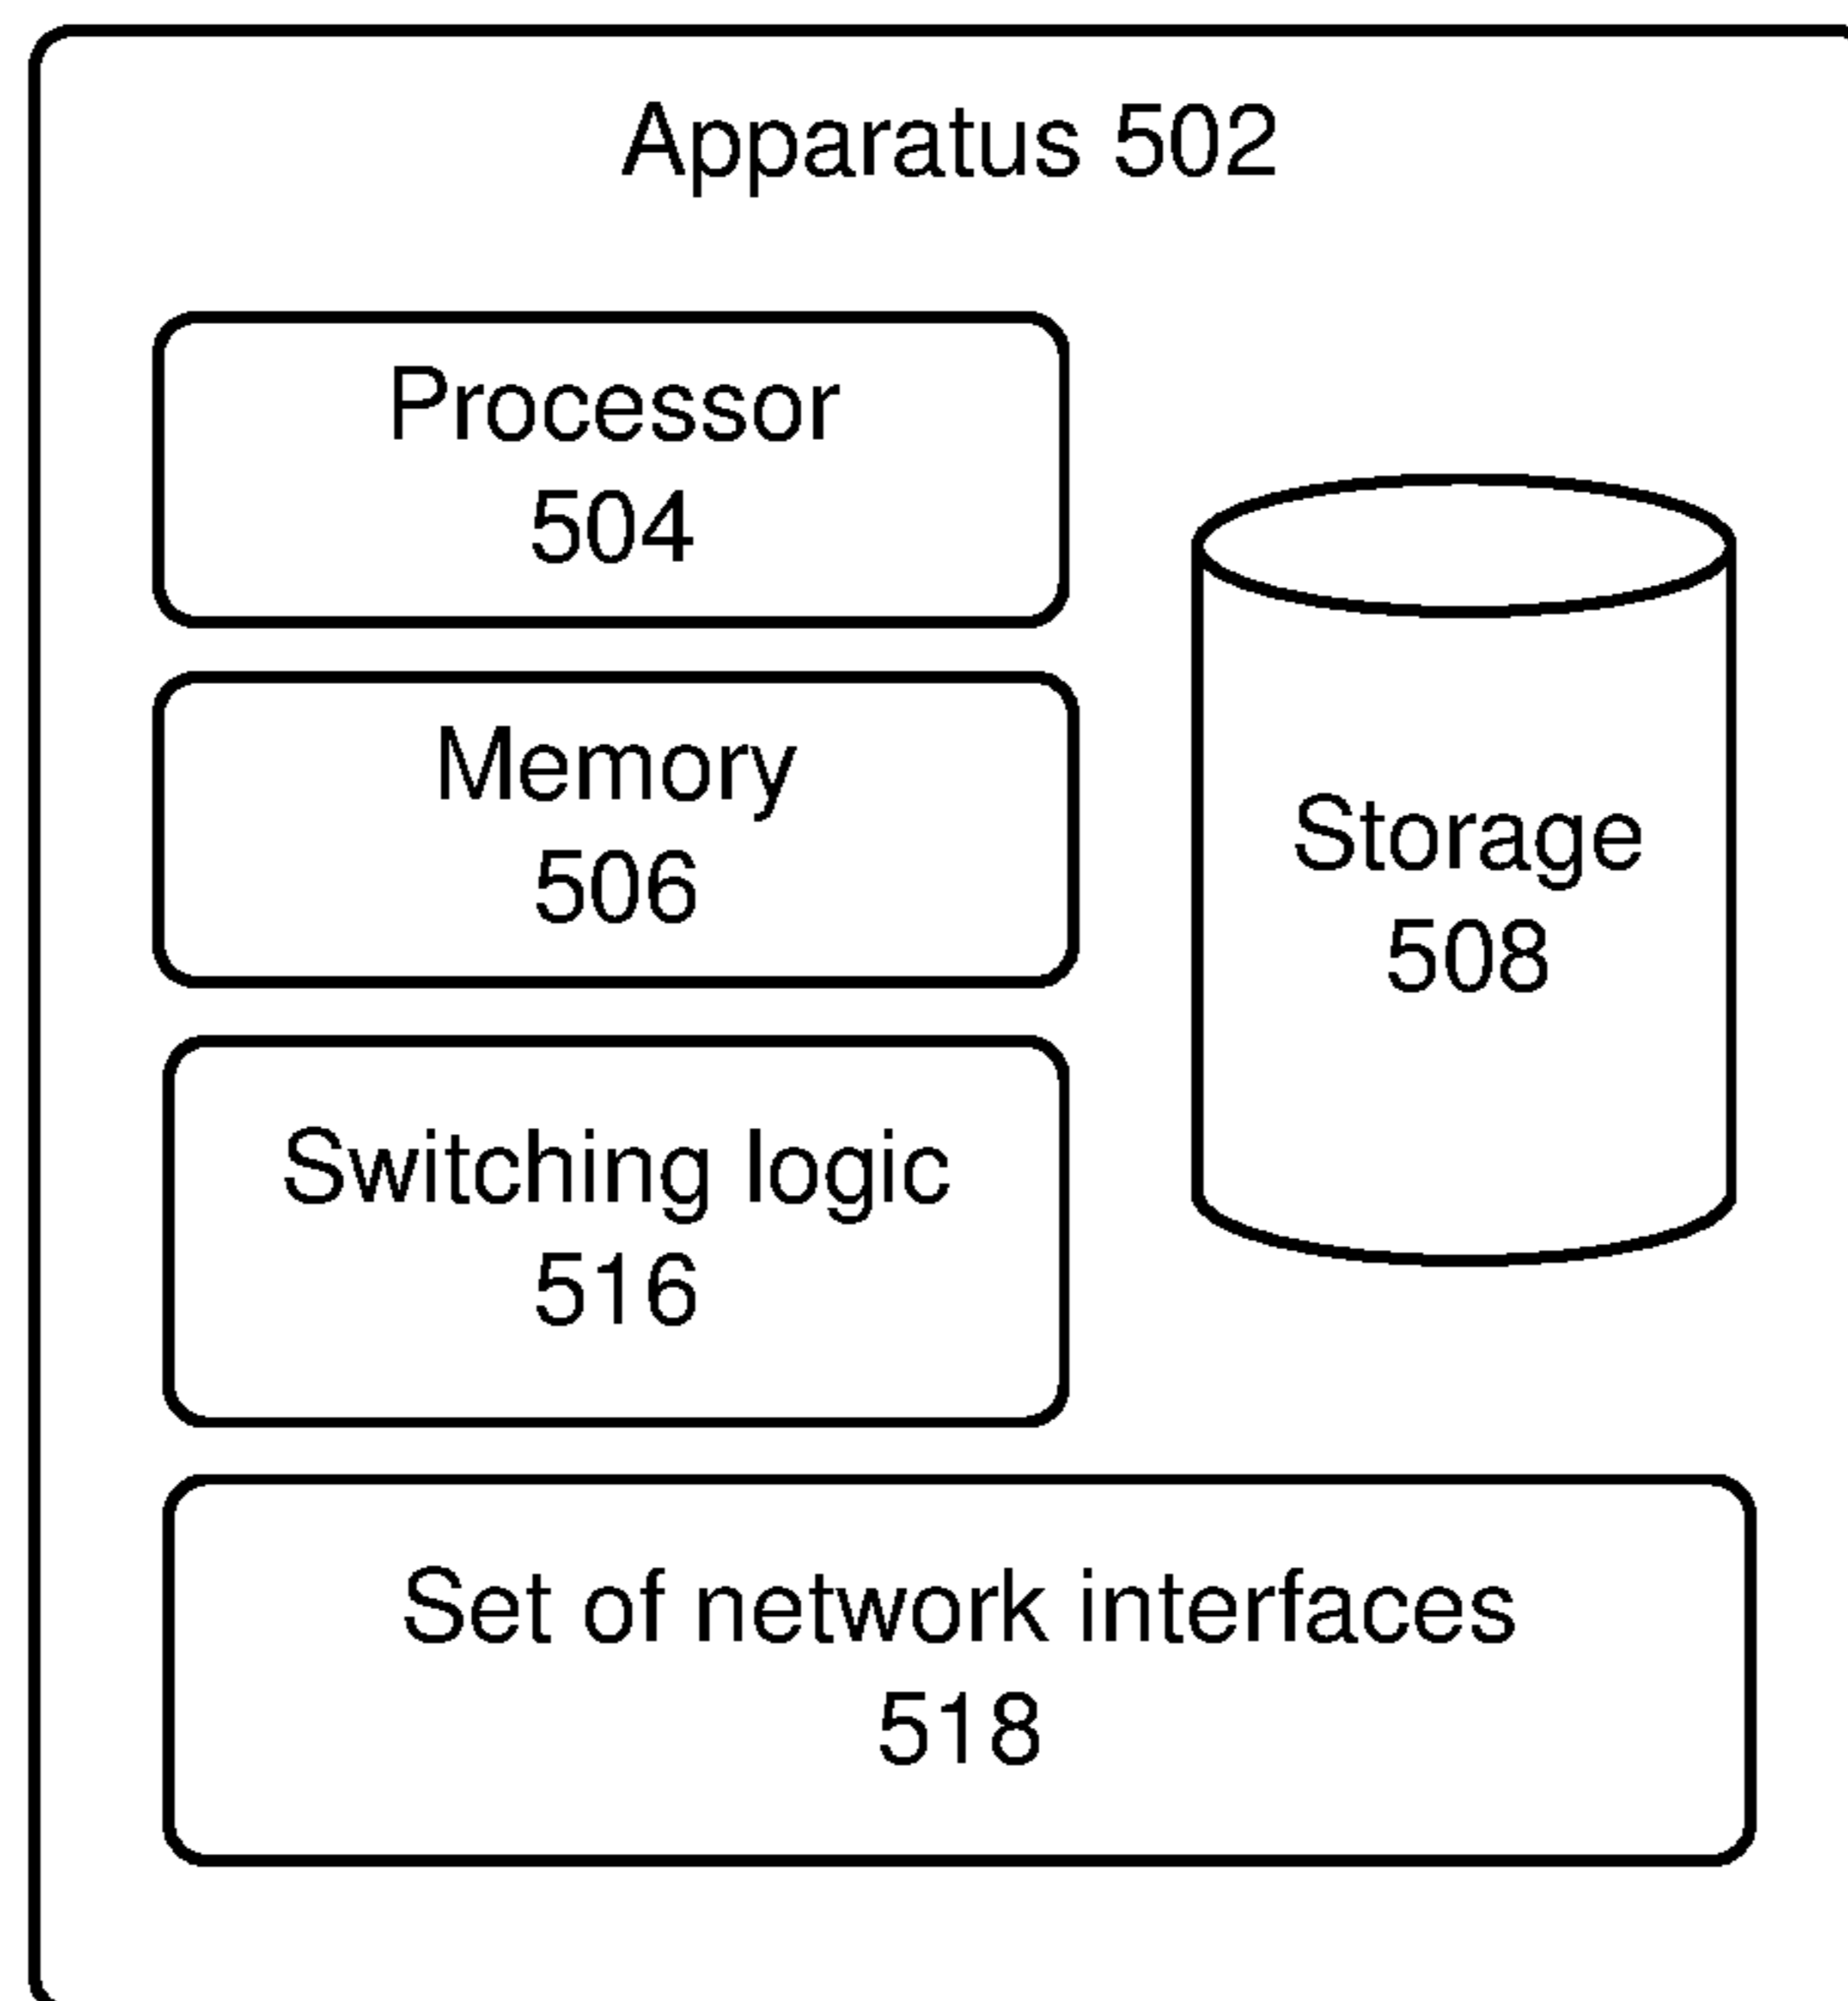 Apparatus 502
Processor
504
Memory
506
Storage
508
Switching logic
516
Set of network interfaces
518